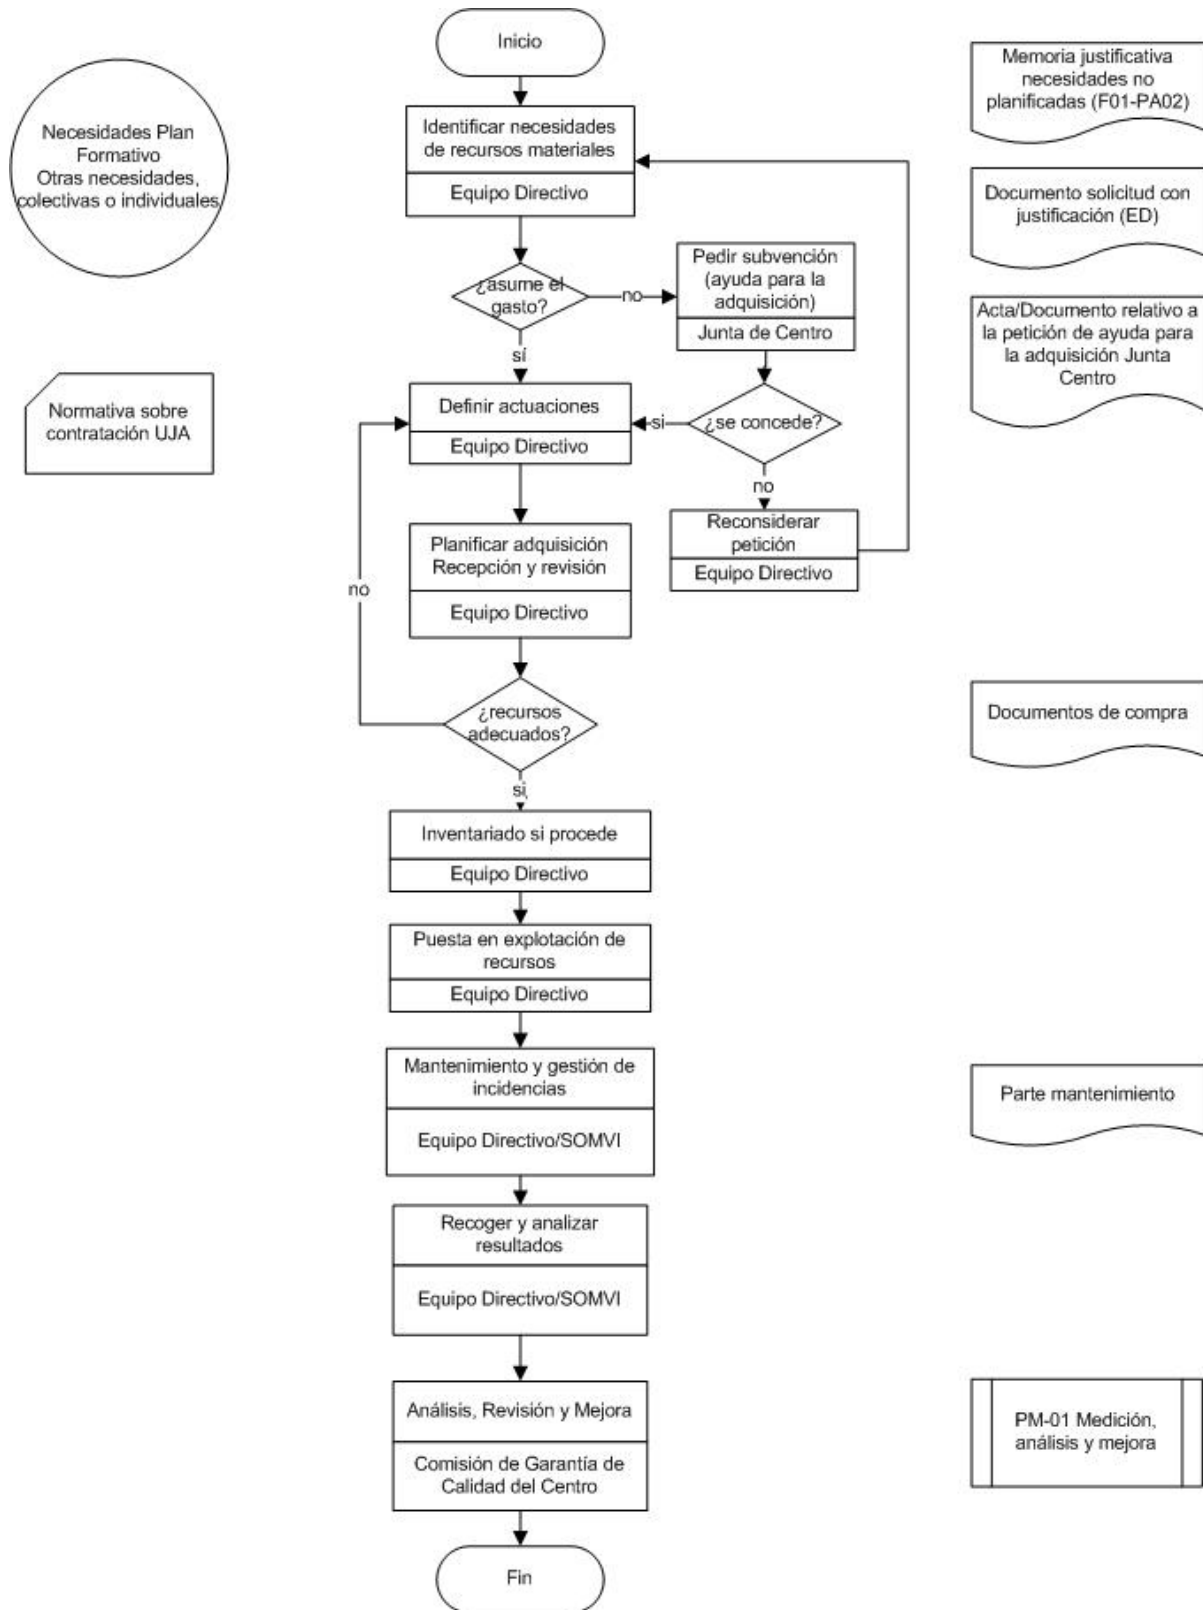 Inicio
Memoria justificativa
necesidades no
planificadas (F01-PA02)
Necesidades Plan
Formativo
Otras necesidades,
colectivas o individuales
Identificar necesidades
de recursos materiales
Equipo Directivo
Documento solicitud con
justificación (ED)
¿asume el
gasto?
no
sí
Pedir subvención
(ayuda para la
adquisición)
Junta de Centro
Acta/Documento relativo a
la petición de ayuda para
la adquisición Junta
Centro
Normativa sobre
contratación UJA
Definir actuaciones
Equipo Directivo
si
¿se concede?
no
Reconsiderar
petición
Equipo Directivo
Planificar adquisición
Recepción y revisión
Equipo Directivo
no
¿recursos
adecuados?
si
Documentos de compra
Inventariado si procede
Equipo Directivo
Puesta en explotación de
recursos
Equipo Directivo
Mantenimiento y gestión de
incidencias
Equipo Directivo/SOMVI
Parte mantenimiento
Recoger y analizar
resultados
Equipo Directivo/SOMVI
Análisis, Revisión y Mejora
Comisión de Garantía de
Calidad del Centro
PM-01 Medición,
análisis y mejora
Fin